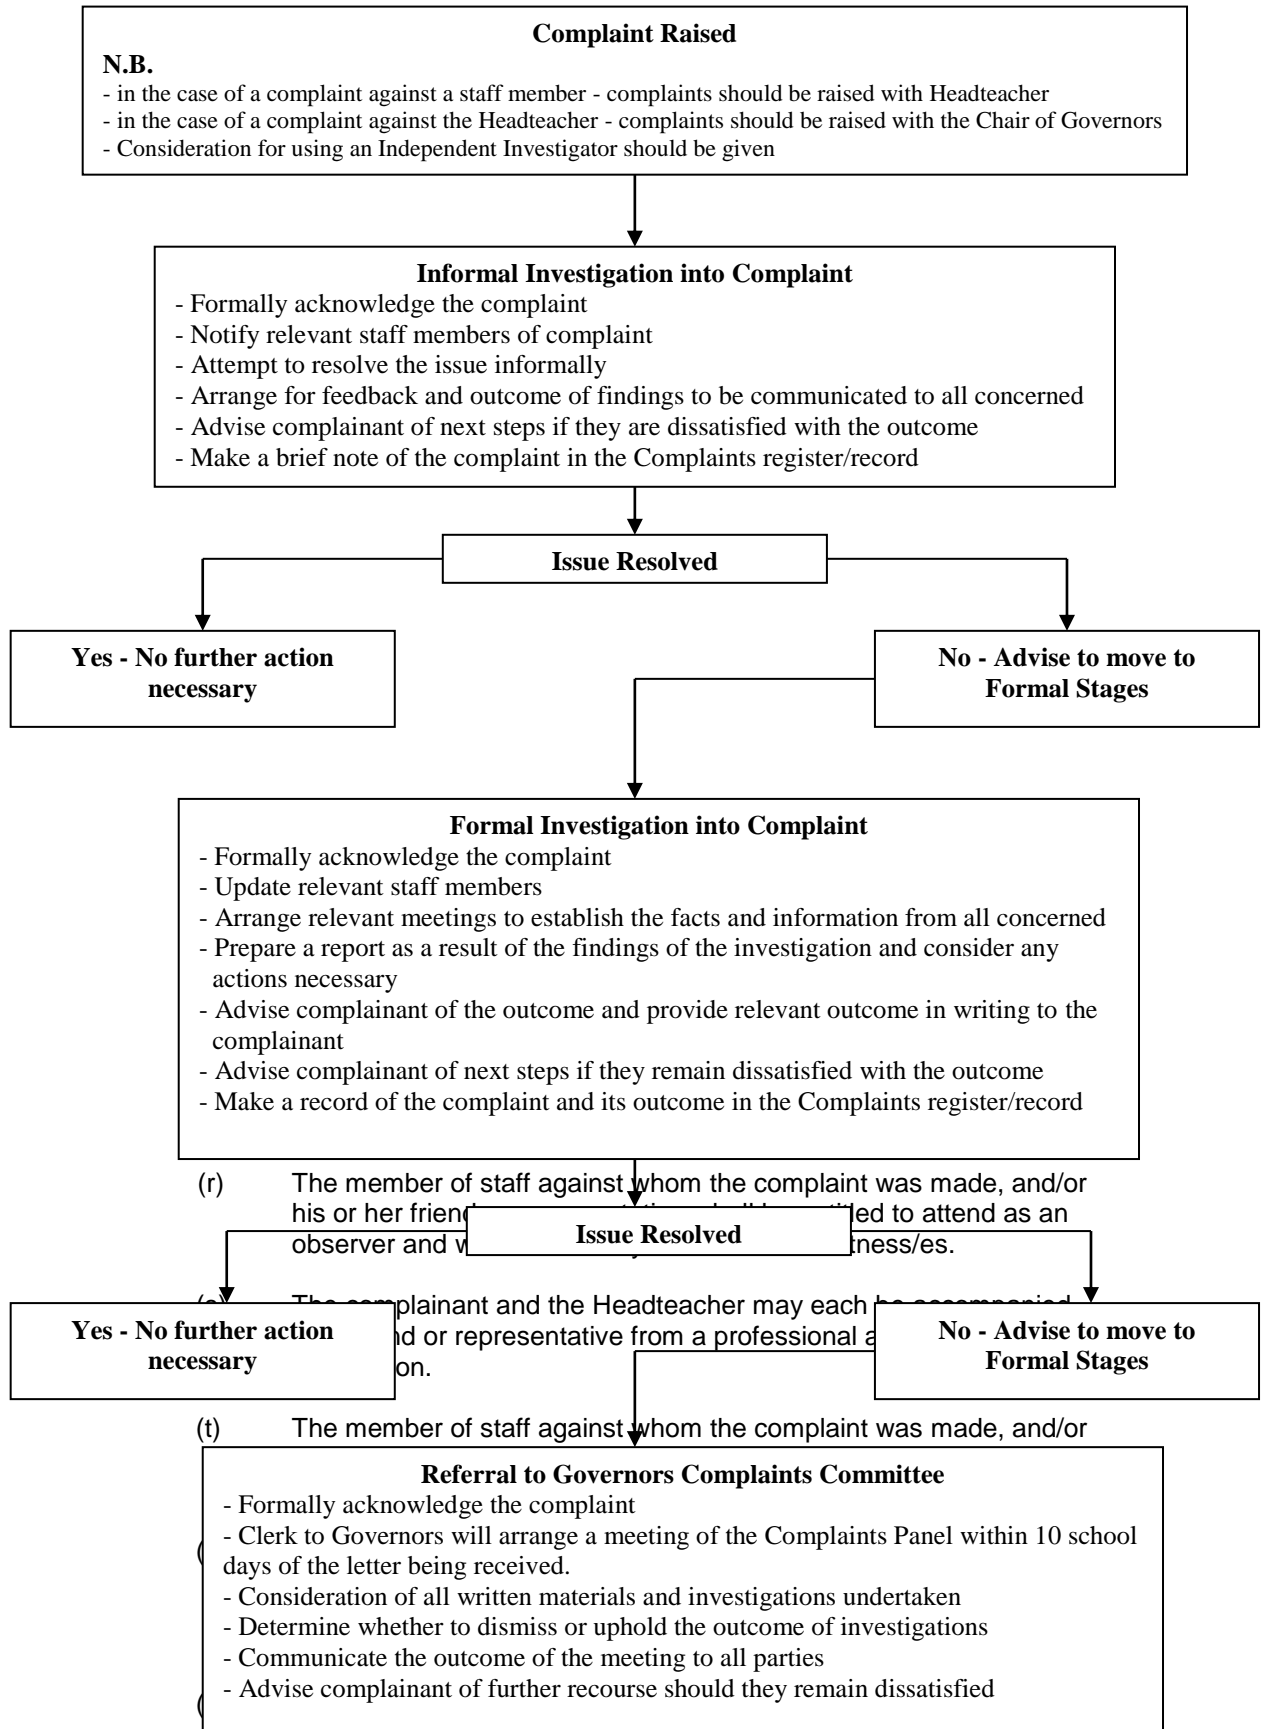 Complaint Raised
N.B.
- in the case of a complaint against a staff member - complaints should be raised with Headteacher
- in the case of a complaint against the Headteacher - complaints should be raised with the Chair of Governors
- Consideration for using an Independent Investigator should be given
Informal Investigation into Complaint
- Formally acknowledge the complaint
- Notify relevant staff members of complaint
- Attempt to resolve the issue informally
- Arrange for feedback and outcome of findings to be communicated to all concerned
- Advise complainant of next steps if they are dissatisfied with the outcome
- Make a brief note of the complaint in the Complaints register/record
Issue Resolved
Yes - No further action
necessary
No - Advise to move to
Formal Stages
Formal Investigation into Complaint
- Formally acknowledge the complaint
- Update relevant staff members
- Arrange relevant meetings to establish the facts and information from all concerned
- Prepare a report as a result of the findings of the investigation and consider any
actions necessary
- Advise complainant of the outcome and provide relevant outcome in writing to the
complainant
- Advise complainant of next steps if they remain dissatisfied with the outcome
- Make a record of the complaint and its outcome in the Complaints register/record
(r) The member of staff against whom the complaint was made, and/or
his or her to attend as an
observer and
Issue Resolved
The complainant and the Headteacher may each be accompanied
or representative from a professional
Yes - No further action
necessary
No - Advise to move to
Formal Stages
(t) The member of staff against whom the complaint was made, and/or
Referral to Governors Complaints Committee
- Formally acknowledge the complaint
- Clerk to Governors will arrange a meeting of the Complaints Panel within 10 school
days of the letter being received.
- Consideration of all written materials and investigations undertaken
- Determine whether to dismiss or uphold the outcome of investigations
- Communicate the outcome of the meeting to all parties
- Advise complainant of further recourse should they remain dissatisfied